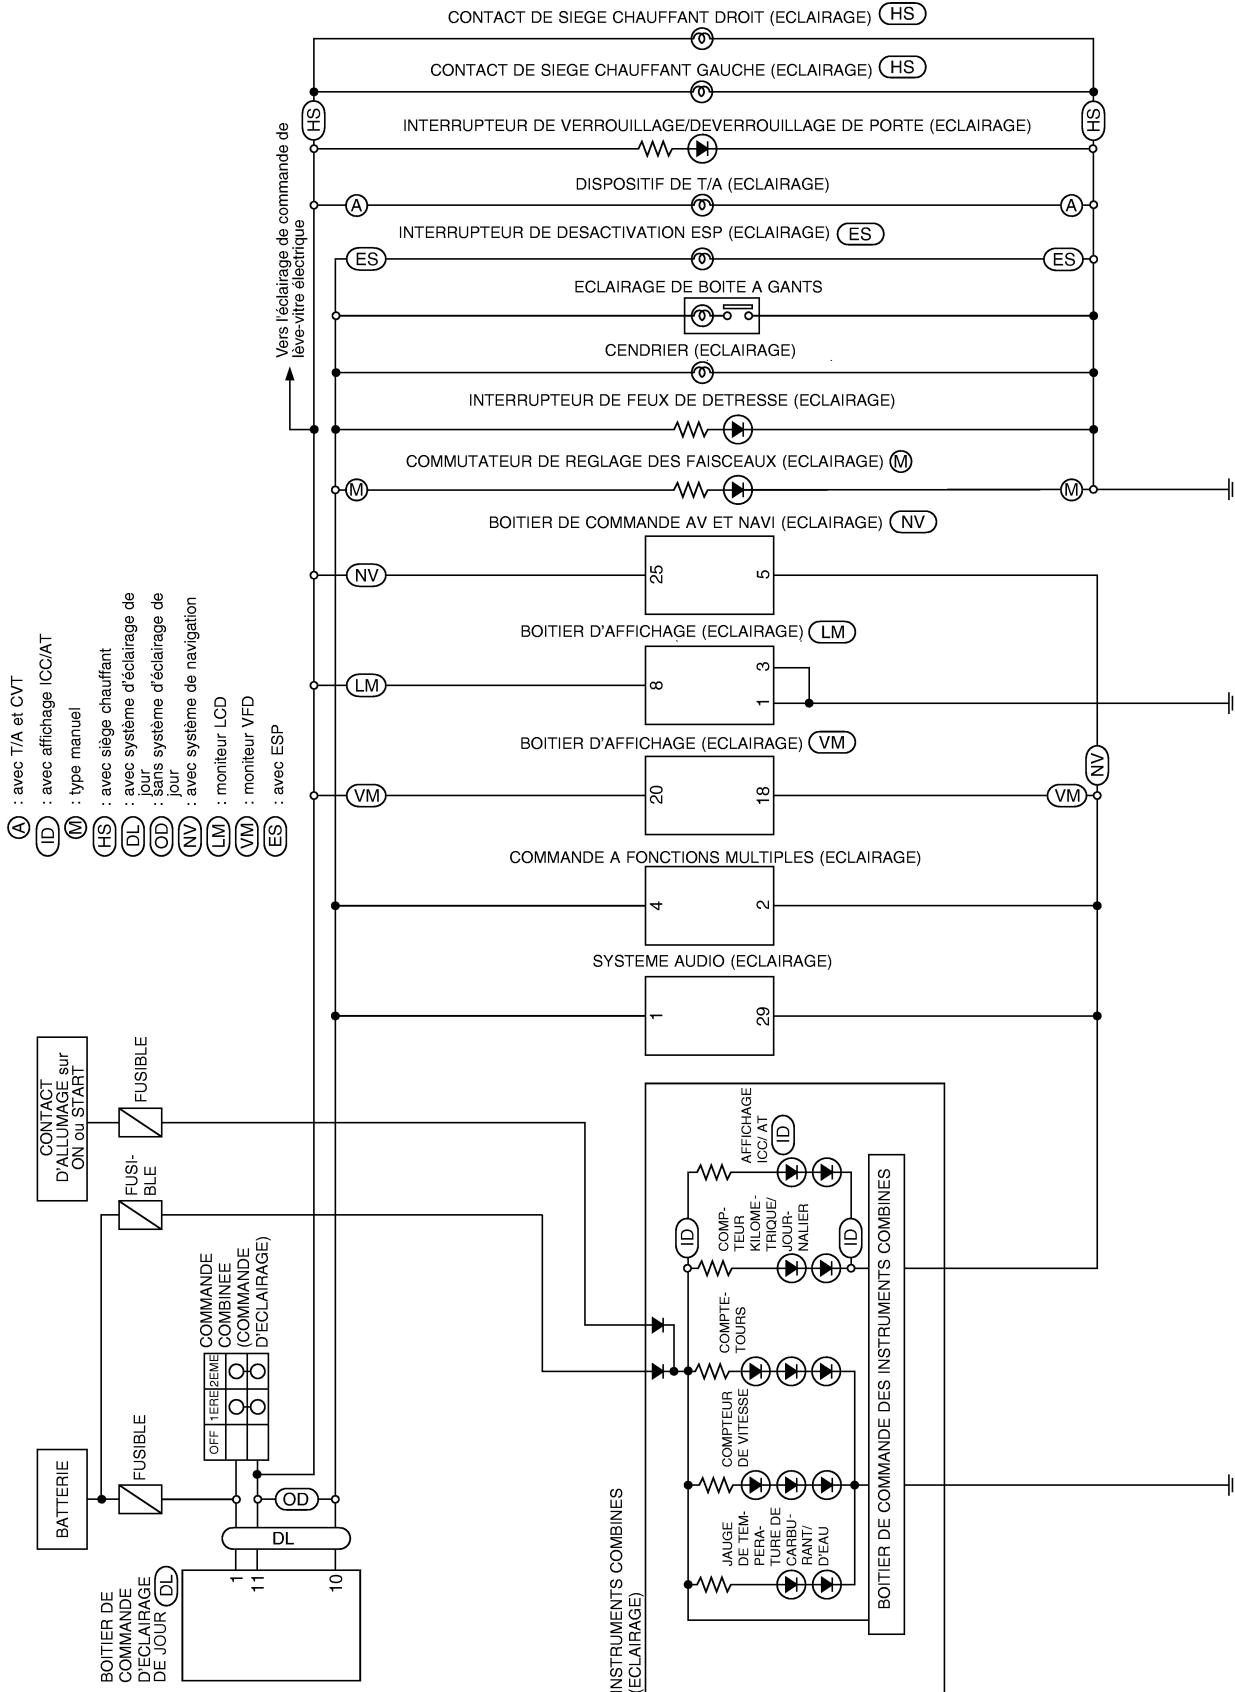 CONTACT DE SIEGE CHAUFFANT DROIT (ECLAIRAGE) HS
CONTACT DE SIEGE CHAUFFANT GAUCHE (ECLAIRAGE) HS
HS
HS
INTERRUPTEUR DE VERROUILLAGE/DEVERROUILLAGE DE PORTE (ECLAIRAGE)
DISPOSITIF DE T/A (ECLAIRAGE)
A
A
INTERRUPTEUR DE DESACTIVATION ESP (ECLAIRAGE) ES
ES
ES
Vers l'éclairage de commande de
lève-vitre électrique
ECLAIRAGE DE BOITE A GANTS
CENDRIER (ECLAIRAGE)
INTERRUPTEUR DE FEUX DE DETRESSE (ECLAIRAGE)
COMMUTATEUR DE REGLAGE DES FAISCEAUX (ECLAIRAGE) M
M
M
BOITIER DE COMMANDE AV ET NAVI (ECLAIRAGE) NV
NV
25
5
BOITIER D'AFFICHAGE (ECLAIRAGE) LM
LM
8
3
1
BOITIER D'AFFICHAGE (ECLAIRAGE) VM
VM
20
18
VM
NV
A : avec T/A et CVT
ID : avec affichage ICC/AT
M : type manuel
HS : avec siège chauffant
DL : avec système d'éclairage de
jour
OD : sans système d'éclairage de
jour
NV : avec système de navigation
LM : moniteur LCD
VM : moniteur VFD
ES : avec ESP
COMMANDE A FONCTIONS MULTIPLES (ECLAIRAGE)
4
2
SYSTEME AUDIO (ECLAIRAGE)
1
29
CONTACT
D'ALLUMAGE sur
ON ou START
FUSIBLE
FUSI-
BLE
COMMANDE
COMBINEE
(COMMANDE
D'ECLAIRAGE)
OFF 1ERE 2EME
BATTERIE
FUSIBLE
OD
DL
BOITIER DE
COMMANDE
D'ECLAIRAGE
DE JOUR DL
1
11
10
AFFICHAGE
ICC/ AT
ID
ID
ID
COMP-
TEUR
KILOME-
TRIQUE/
JOUR-
NALIER
COMPTE-
TOURS
COMPTEUR
DE VITESSE
JAUGE
DE TEM-
PERA-
TURE DE
CARBU-
RANT/
D'EAU
BOITIER DE COMMANDE DES INSTRUMENTS COMBINES
INSTRUMENTS COMBINES
(ECLAIRAGE)